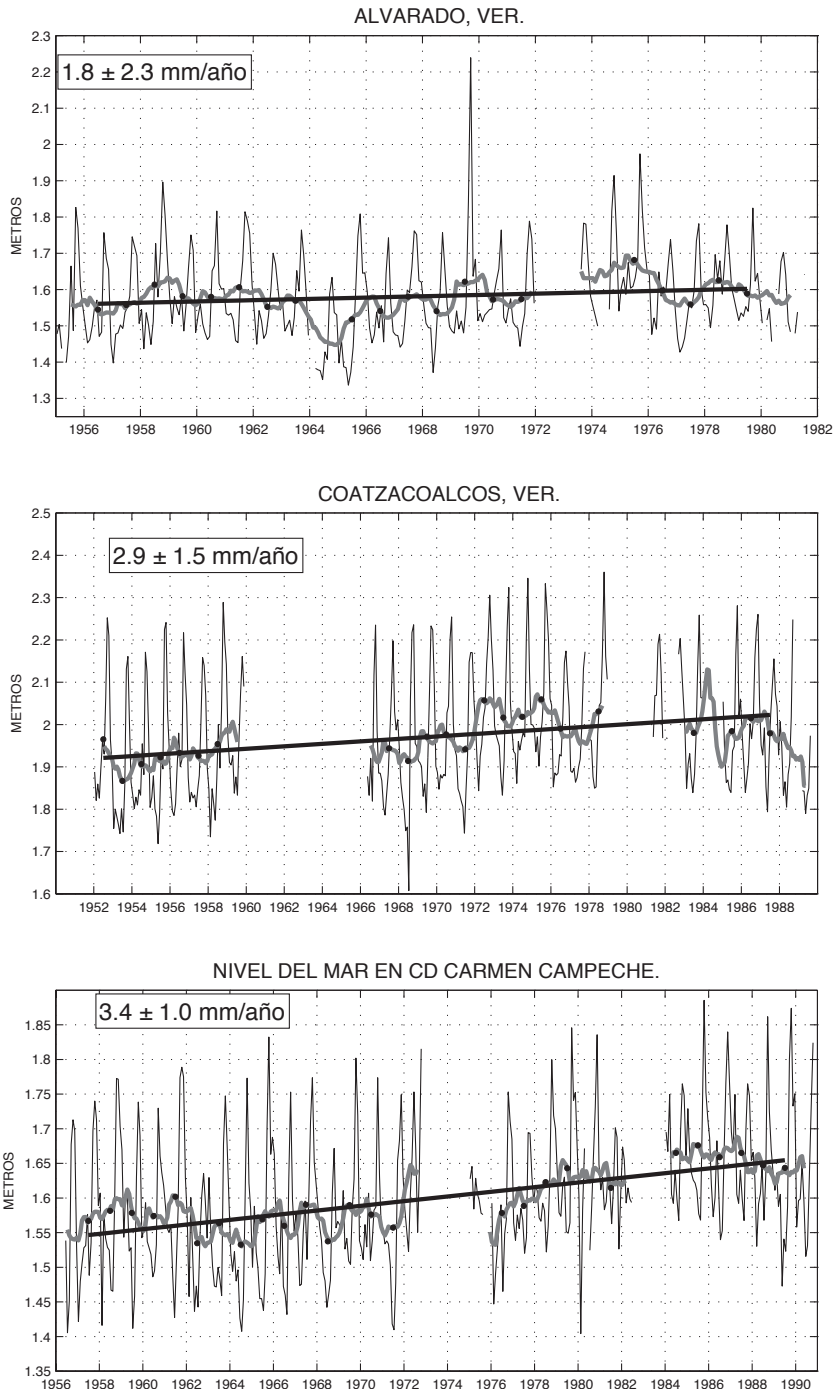 ALVARADO, VER.
1.8 ± 2.3 mm/año
METROS
2.3
2.2
2.1
2
1.9
1.8
1.7
1.6
1.5
1.4
1.3
1956 1958 1960 1962 1964 1966 1968 1970 1972 1974 1976 1978 1980 1982
COATZACOALCOS, VER.
2.9 ± 1.5 mm/año
METROS
2.5
2.4
2.3
2.2
2.1
2
1.9
1.8
1.7
1.6
1952 1954 1956 1958 1960 1962 1964 1966 1968 1970 1972 1974 1976 1978 1980 1982 1984 1986 1988
NIVEL DEL MAR EN CD CARMEN CAMPECHE.
3.4 ± 1.0 mm/año
METROS
1.85
1.8
1.75
1.7
1.65
1.6
1.55
1.5
1.45
1.4
1.35
1956 1958 1960 1962 1964 1966 1968 1970 1972 1974 1976 1978 1980 1982 1984 1986 1988 1990